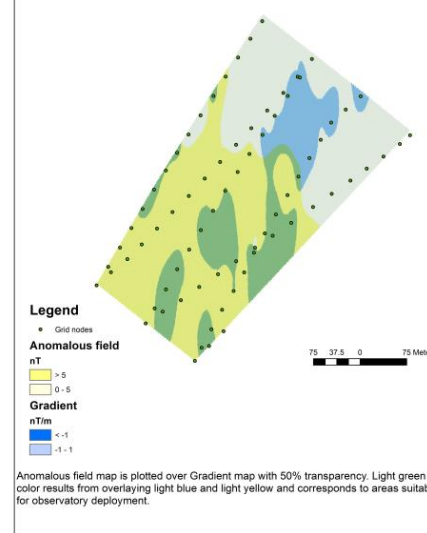 Legend
Grid nodes
Anomalous field
nT
> 5
0 - 5
Gradient
nT/m
< -1
-1 - 1
75 37.5 0 75 Mete
Anomalous field map is plotted over Gradient map with 50% transparency. Light green
color results from overlaying light blue and light yellow and corresponds to areas suitab
for observatory deployment.